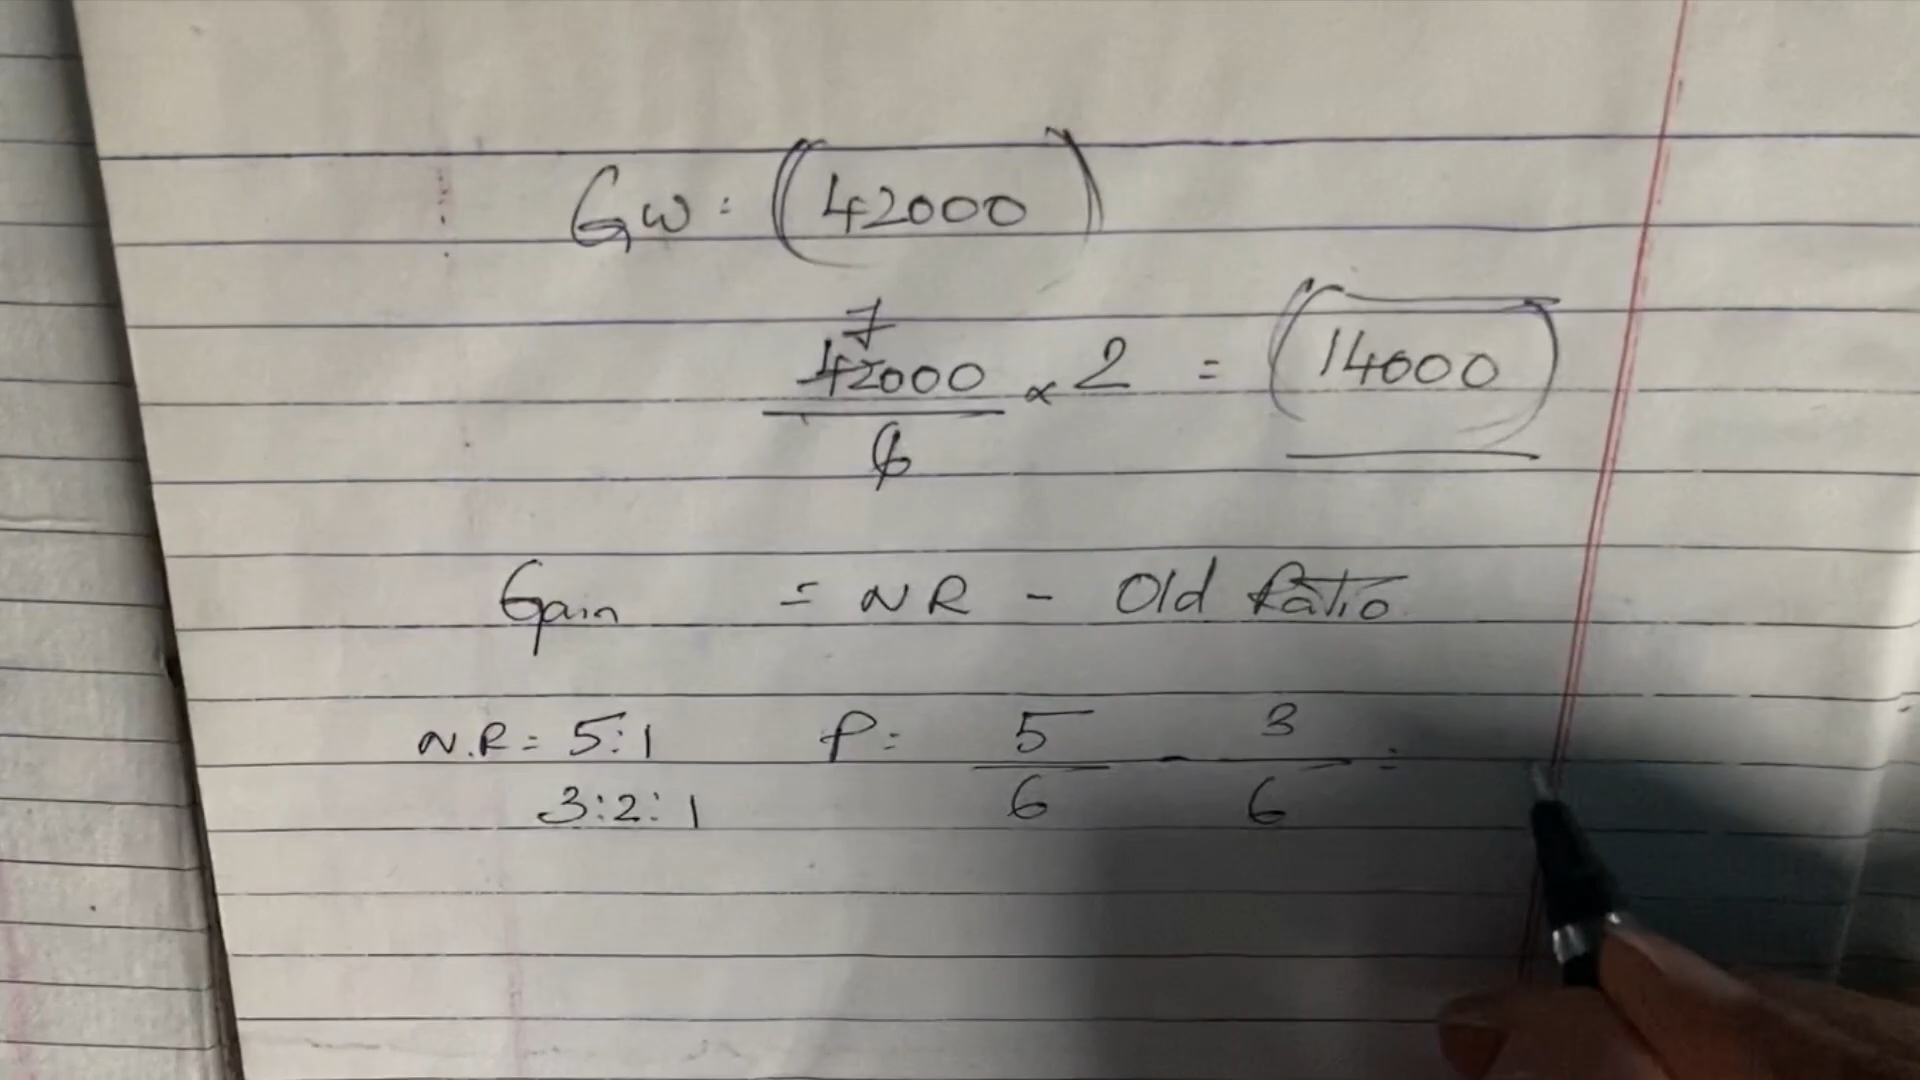 GW = (42000)
7
42000 / 6 × 2 = (14000)
Gain = NR - Old Ratio
N.R = 5:1 P = 5/6 - 3/6 =
3:2:1